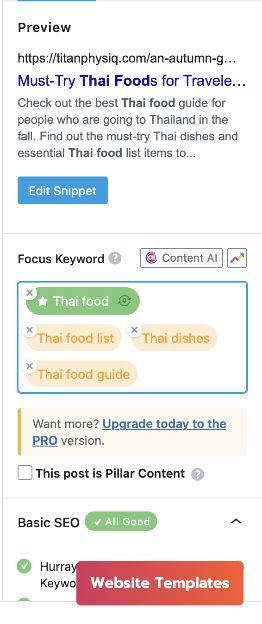 Preview
https://titanphysiq.com/an-autumn-g...
Must-Try Thai Foods for Travele...
Check out the best Thai food guide for
people who are going to Thailand in the
fall. Find out the must-try Thai dishes and
essential Thai food list items to...
Edit Snippet
Focus Keyword ?
Content AI
Thai food
Thai food list
Thai dishes
Thai food guide
Want more? Upgrade today to the
PRO version.
This post is Pillar Content ?
Basic SEO
All Good
Hurray
Keywo
Website Templates